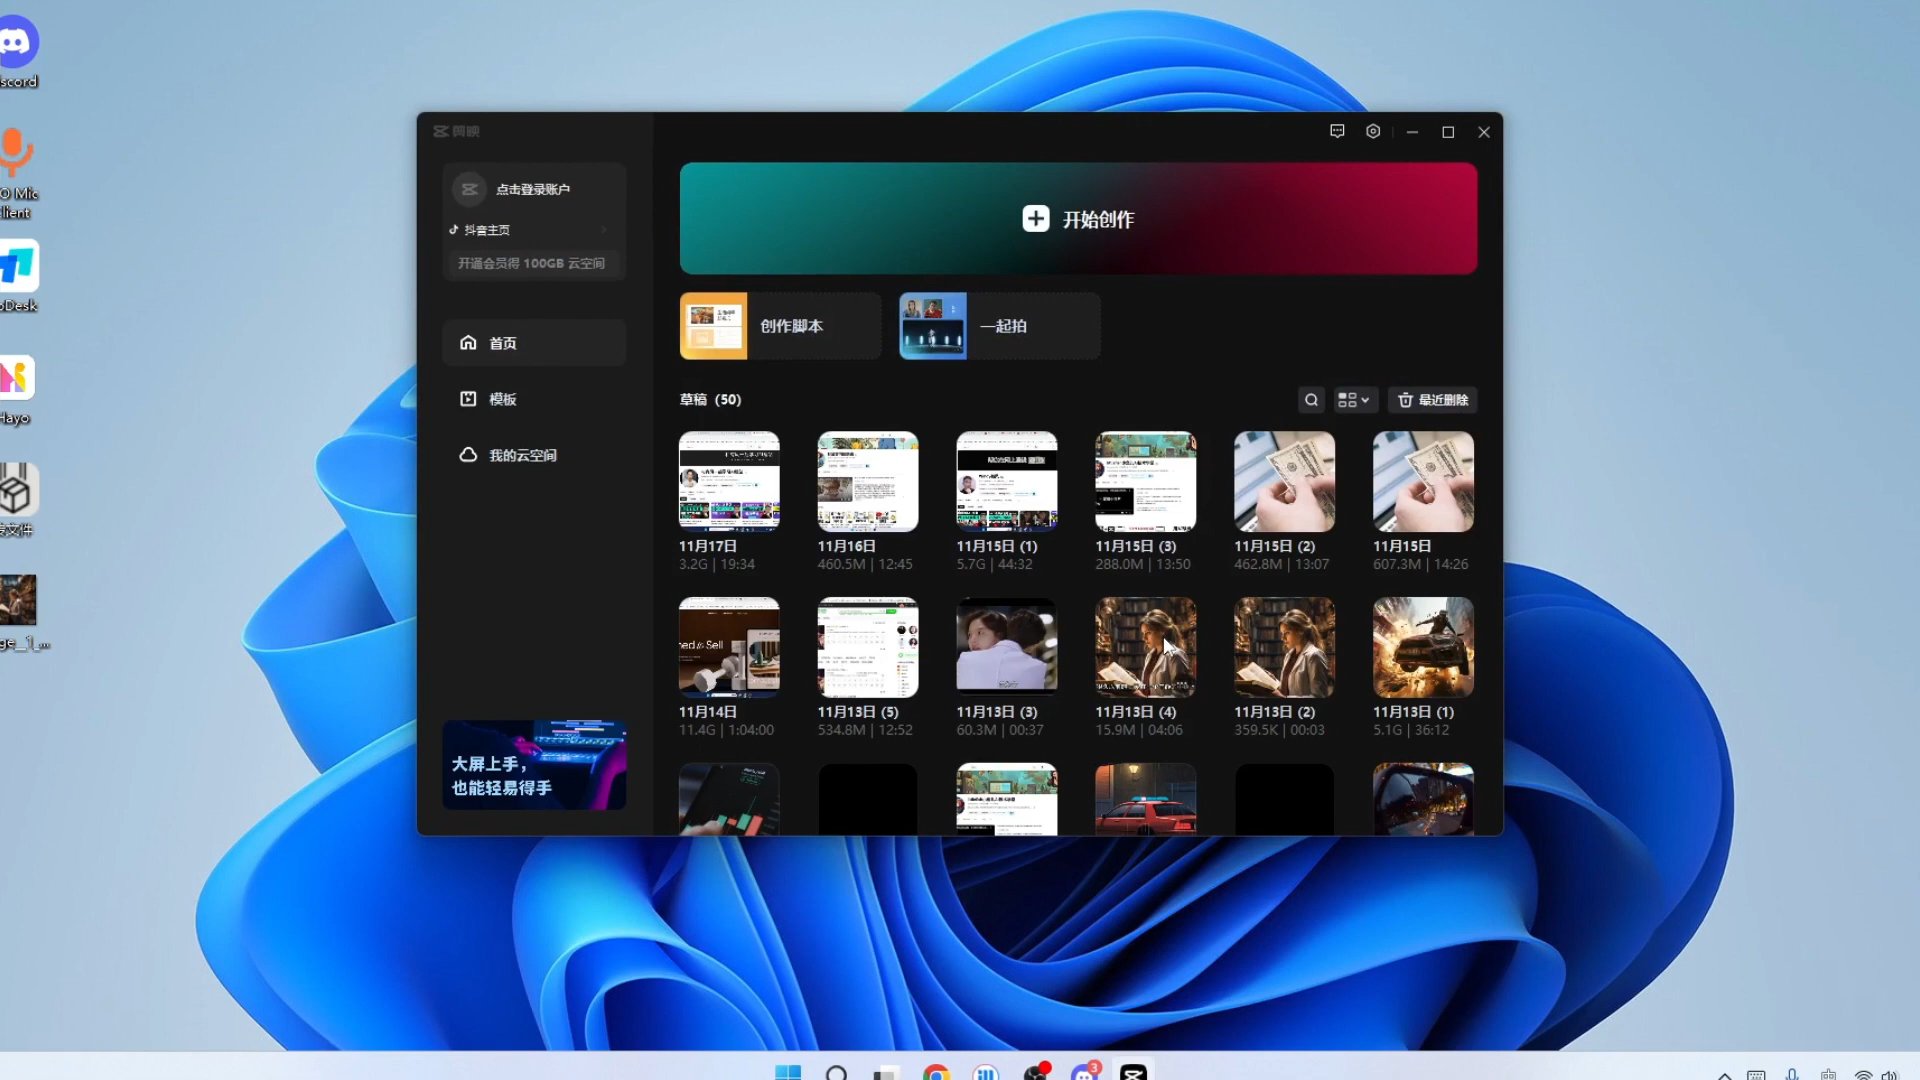 scord
O Mic
lient
oDesk
Hayo
文件
ge_1_...
剪映
点击登录账户
抖音主页
开通会员得 100GB 云空间
首页
模板
我的云空间
大屏上手，
也能轻易得手
开始创作
创作脚本
一起拍
草稿 (50)
最近删除
11月17日
3.2G | 19:34
11月16日
460.5M | 12:45
11月15日 (1)
5.7G | 44:32
11月15日 (3)
288.0M | 13:50
11月15日 (2)
462.8M | 13:07
11月15日
607.3M | 14:26
11月14日
11.4G | 1:04:00
11月13日 (5)
534.8M | 12:52
11月13日 (3)
60.3M | 00:37
11月13日 (4)
15.9M | 04:06
11月13日 (2)
359.5K | 00:03
11月13日 (1)
5.1G | 36:12
3
中